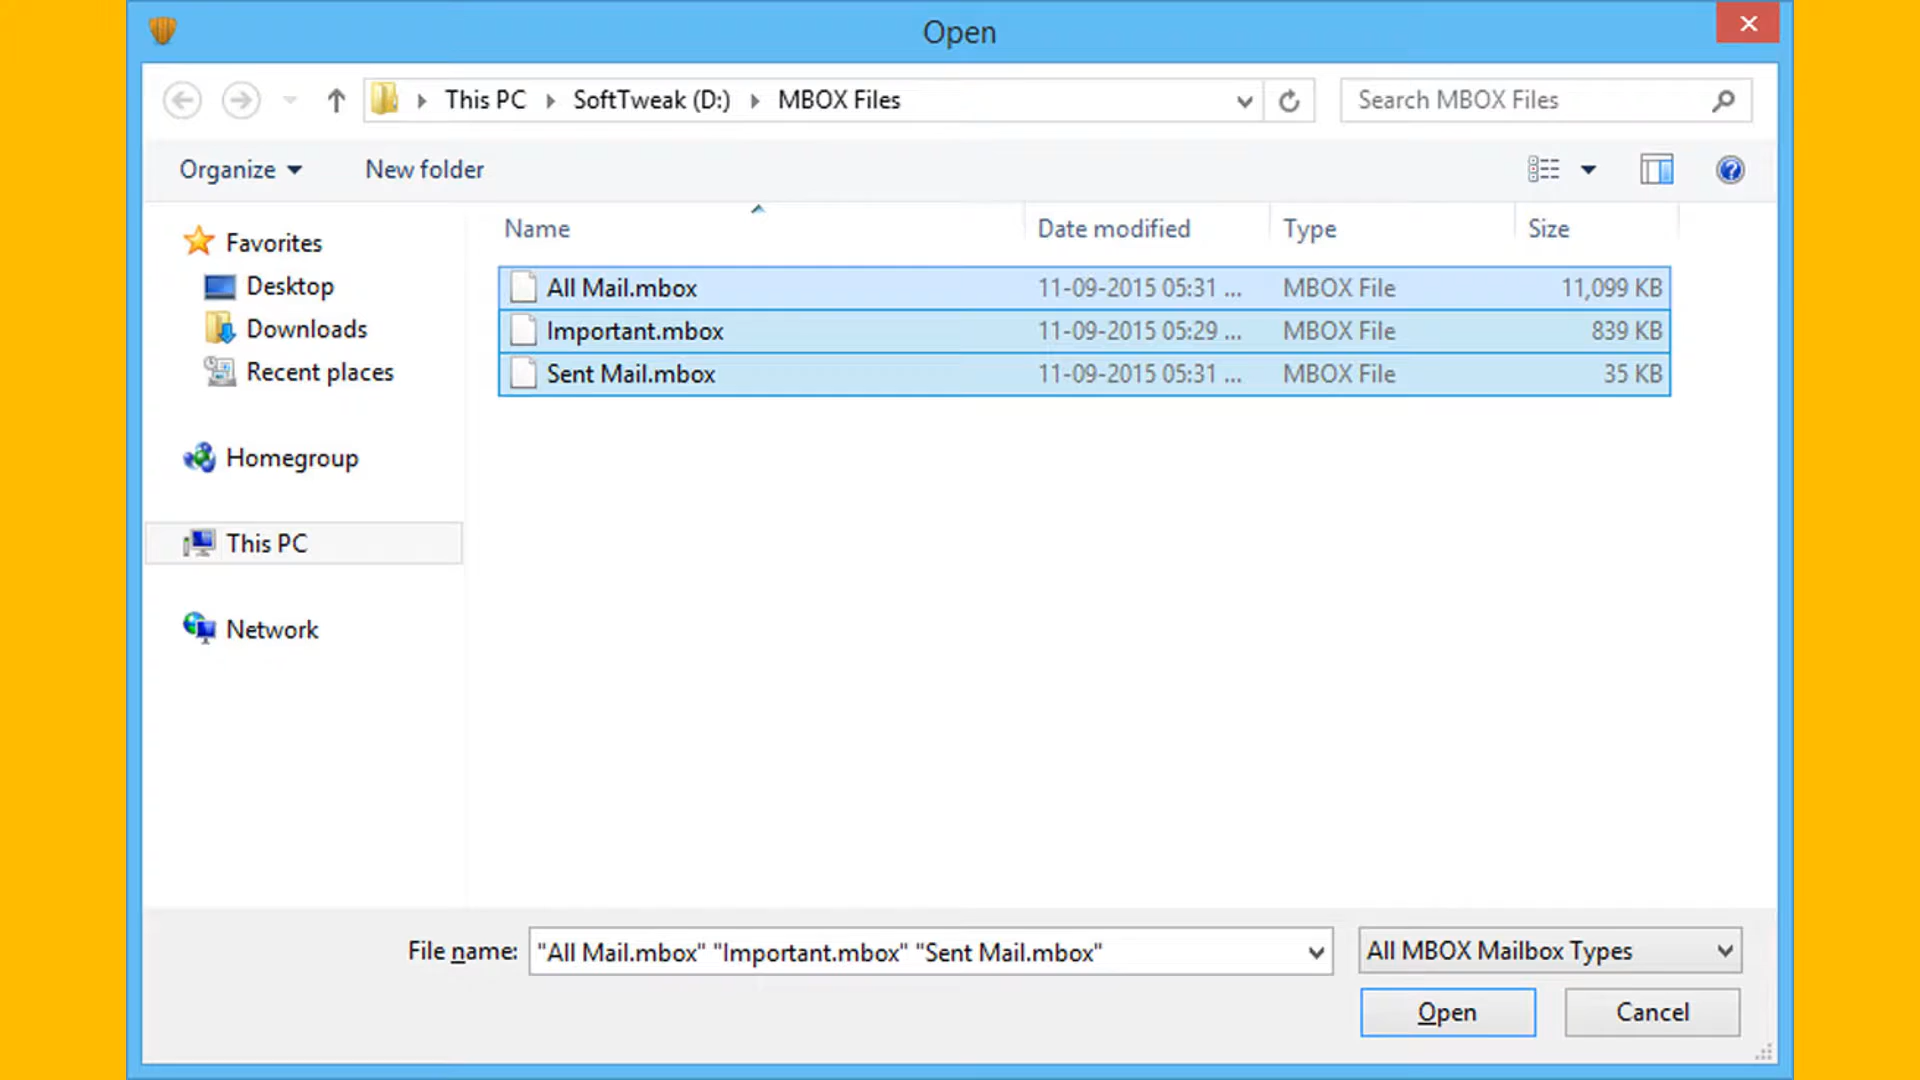 Open
This PC SoftTweak (D:) MBOX Files Search MBOX Files
Organize New folder
Name Date modified Type Size
Favorites
Desktop
Downloads
Recent places
Homegroup
This PC
Network
All Mail.mbox 11-09-2015 05:31 ... MBOX File 11,099 KB
Important.mbox 11-09-2015 05:29 ... MBOX File 839 KB
Sent Mail.mbox 11-09-2015 05:31 ... MBOX File 35 KB
File name: "All Mail.mbox" "Important.mbox" "Sent Mail.mbox" All MBOX Mailbox Types
Open Cancel